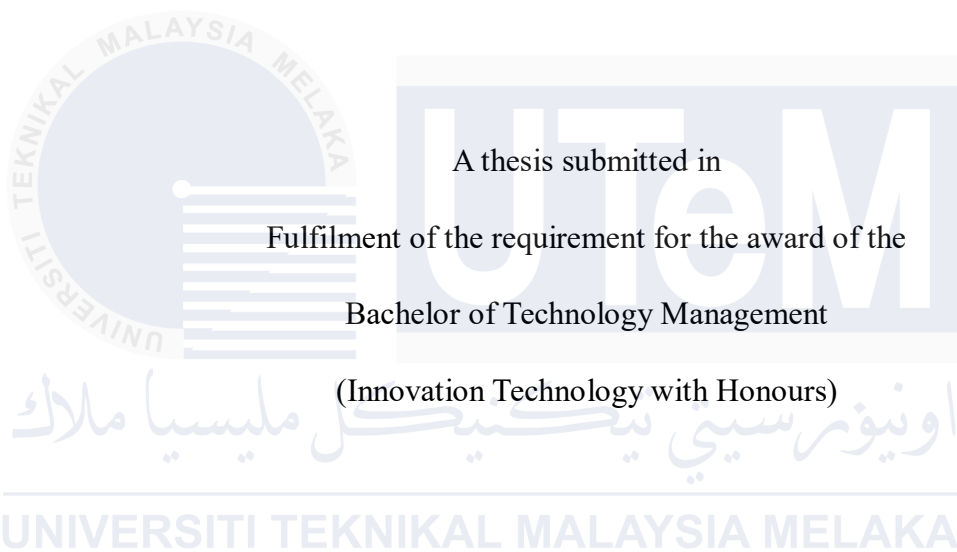 UNIVERSITI TEKNIKAL MALAYSIA MELAKA
UTeM
A thesis submitted in
Fulfilment of the requirement for the award of the
Bachelor of Technology Management
(Innovation Technology with Honours)
اونيۏرسيتي تيكنيكل مليسيا ملاك
UNIVERSITI TEKNIKAL MALAYSIA MELAKA